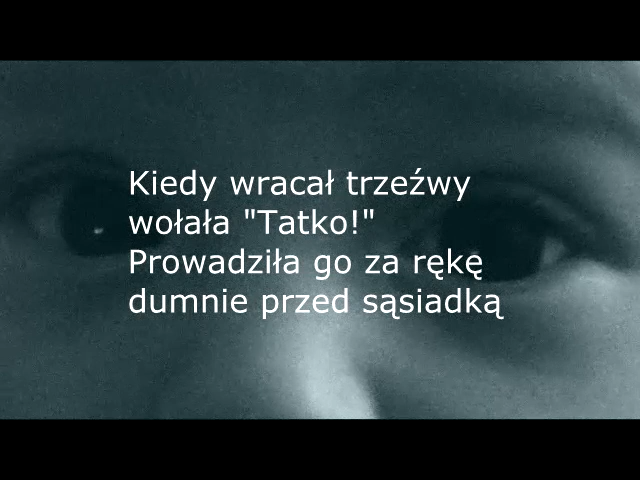 Kiedy wracał trzeźwy
wołała "Tatko!"
Prowadziła go za rękę
dumnie przed sąsiadką